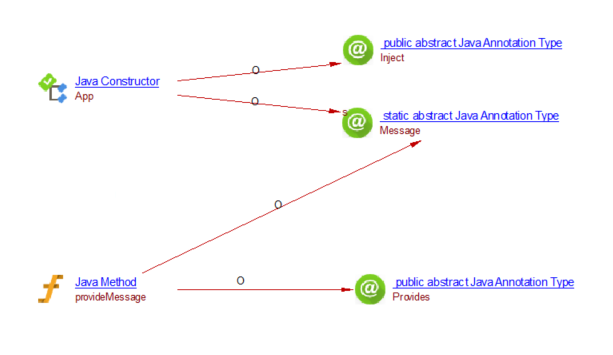 public abstract Java Annotation Type
Inject
O
Java Constructor
App
O
s
static abstract Java Annotation Type
Message
O
Java Method
provideMessage
O
public abstract Java Annotation Type
Provides